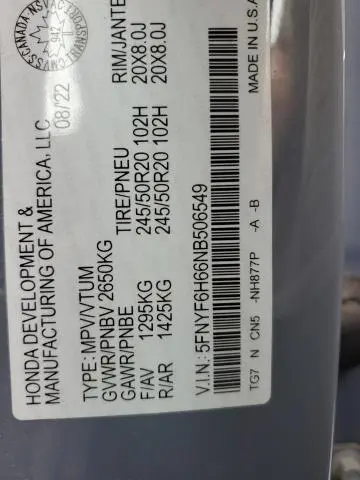 HONDA DEVELOPMENT &
MANUFACTURING OF AMERICA, LLC 08/22
TYPE: MPV/VTUM
GVWR/PNBV 2650KG
GAWR/PNBE TIRE/PNEU RIM/JANTE
F/AV 1295KG 245/50R20 102H 20X8.0J
R/AR 1425KG 245/50R20 102H 20X8.0J
V.I.N.: 5FNYF6H66NB506549
TG7 N CN5 -NH877P -A -B MADE IN U.S.A